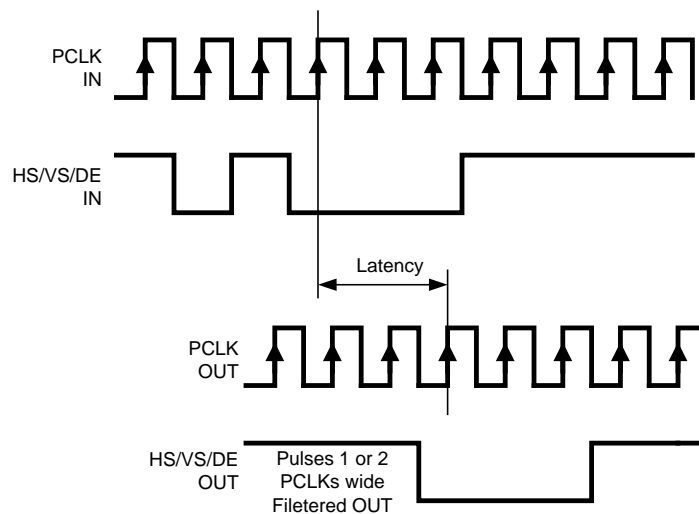 PCLK
IN
HS/VS/DE
IN
Latency
PCLK
OUT
HS/VS/DE
OUT
Pulses 1 or 2
PCLKs wide
Filetered OUT